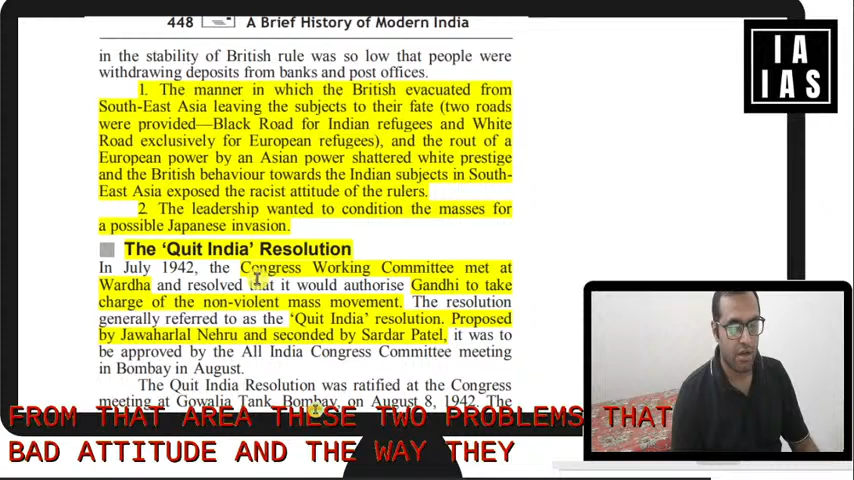 448 A Brief History of Modern India
IA
IAS
in the stability of British rule was so low that people were
withdrawing deposits from banks and post offices.
1. The manner in which the British evacuated from
South-East Asia leaving the subjects to their fate (two roads
were provided—Black Road for Indian refugees and White
Road exclusively for European refugees), and the rout of a
European power by an Asian power shattered white prestige
and the British behaviour towards the Indian subjects in South-
East Asia exposed the racist attitude of the rulers.
2. The leadership wanted to condition the masses for
a possible Japanese invasion.
The ‘Quit India’ Resolution
In July 1942, the Congress Working Committee met at
Wardha and resolved that it would authorise Gandhi to take
charge of the non-violent mass movement. The resolution
generally referred to as the ‘Quit India’ resolution. Proposed
by Jawaharlal Nehru and seconded by Sardar Patel, it was to
be approved by the All India Congress Committee meeting
in Bombay in August.
The Quit India Resolution was ratified at the Congress
meeting at Gowalia Tank, Bombay, on August 8, 1942. The
FROM THAT AREA THESE TWO PROBLEMS THAT
BAD ATTITUDE AND THE WAY THEY